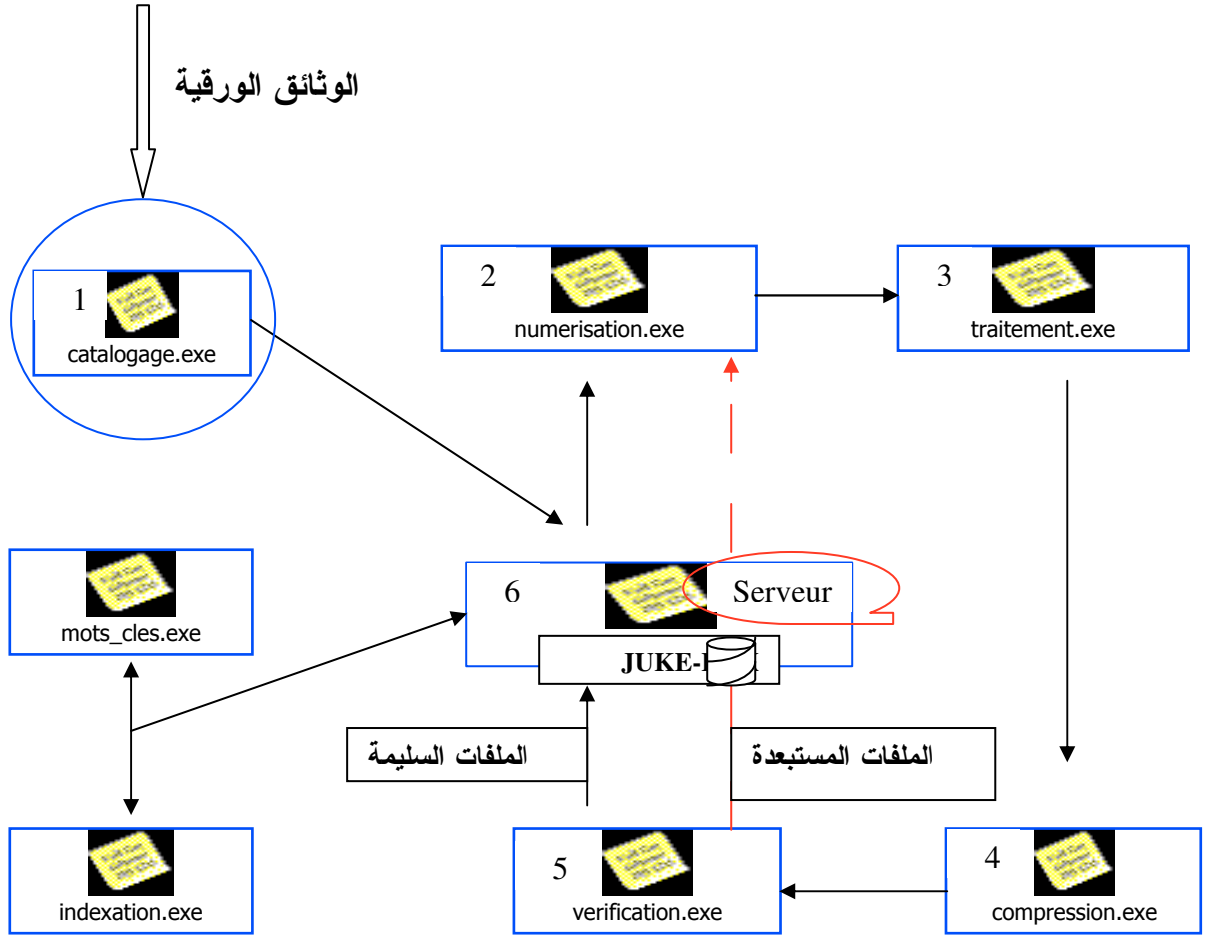 الوثائق الورقية
1
catalogage.exe
2
numerisation.exe
3
traitement.exe
mots_cles.exe
6
Serveur
JUKE-
الملفات السليمة
الملفات المستبعدة
indexation.exe
5
verification.exe
4
compression.exe